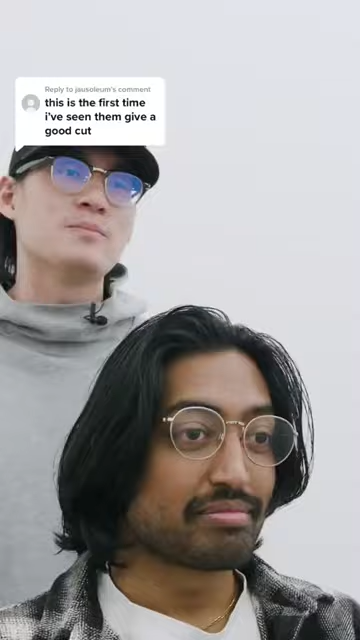 Reply to jausoleum's comment
this is the first time
i've seen them give a
good cut